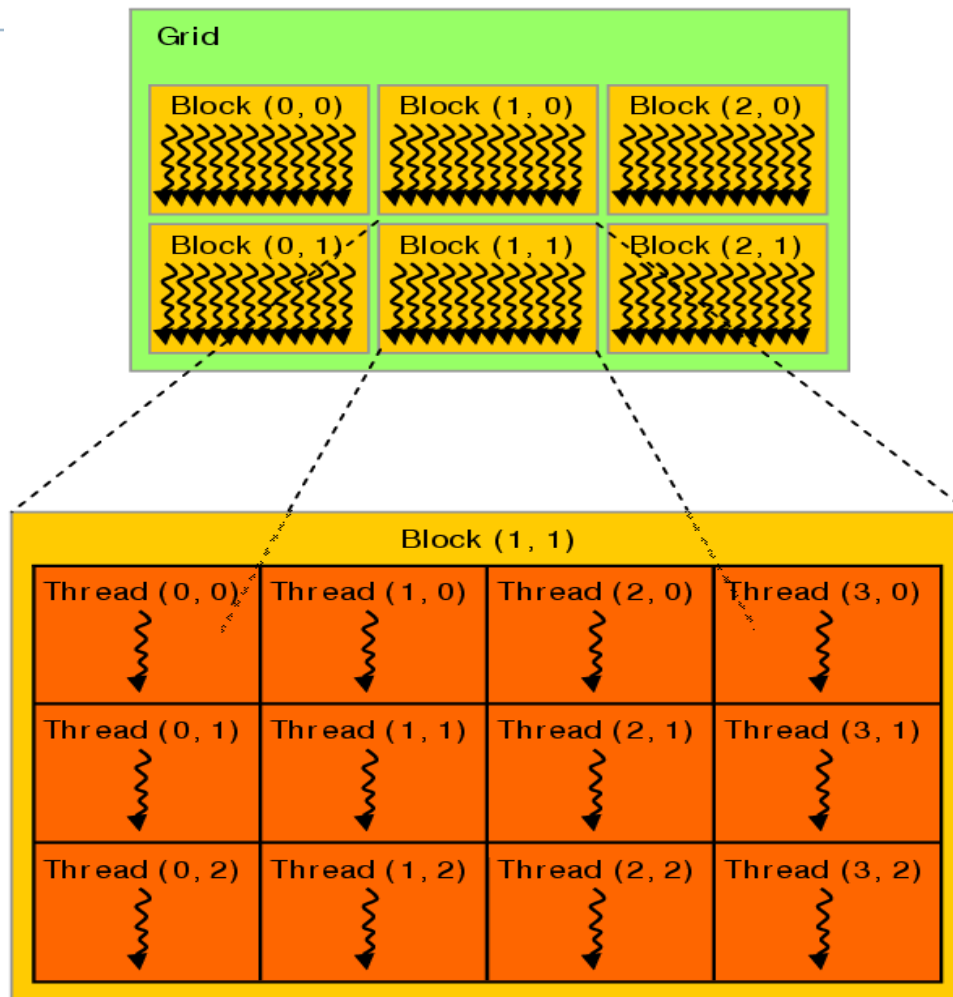 Grid
Block (0, 0) Block (1, 0) Block (2, 0)
Block (0, 1) Block (1, 1) Block (2, 1)
Block (1, 1)
Thread (0, 0) Thread (1, 0) Thread (2, 0) Thread (3, 0)
Thread (0, 1) Thread (1, 1) Thread (2, 1) Thread (3, 1)
Thread (0, 2) Thread (1, 2) Thread (2, 2) Thread (3, 2)